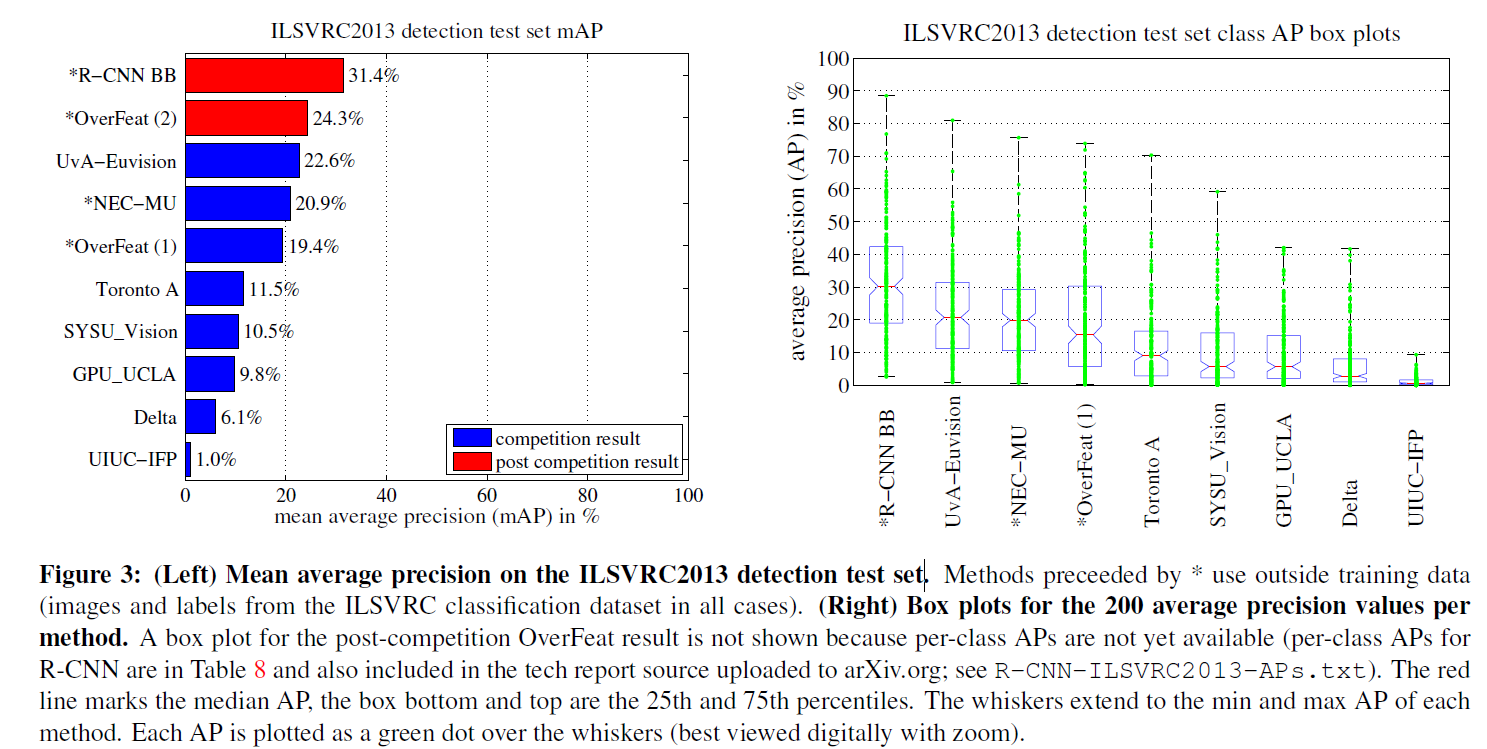 ILSVRC2013 detection test set mAP
*R−CNN BB
31.4%
*OverFeat (2)
24.3%
UvA−Euvision
22.6%
*NEC−MU
20.9%
*OverFeat (1)
19.4%
Toronto A
11.5%
SYSU_Vision
10.5%
GPU_UCLA
9.8%
Delta
6.1%
UIUC−IFP
1.0%
competition result
post competition result
0 20 40 60 80 100
mean average precision (mAP) in %
ILSVRC2013 detection test set class AP box plots
average precision (AP) in %
100
90
80
70
60
50
40
30
20
10
0
*R−CNN BB
UvA−Euvision
*NEC−MU
*OverFeat (1)
Toronto A
SYSU_Vision
GPU_UCLA
Delta
UIUC−IFP
Figure 3: (Left) Mean average precision on the ILSVRC2013 detection test set. Methods preceeded by * use outside training data
(images and labels from the ILSVRC classification dataset in all cases). (Right) Box plots for the 200 average precision values per
method. A box plot for the post-competition OverFeat result is not shown because per-class APs are not yet available (per-class APs for
R-CNN are in Table 8 and also included in the tech report source uploaded to arXiv.org; see R-CNN-ILSVRC2013-APs.txt). The red
line marks the median AP, the box bottom and top are the 25th and 75th percentiles. The whiskers extend to the min and max AP of each
method. Each AP is plotted as a green dot over the whiskers (best viewed digitally with zoom).